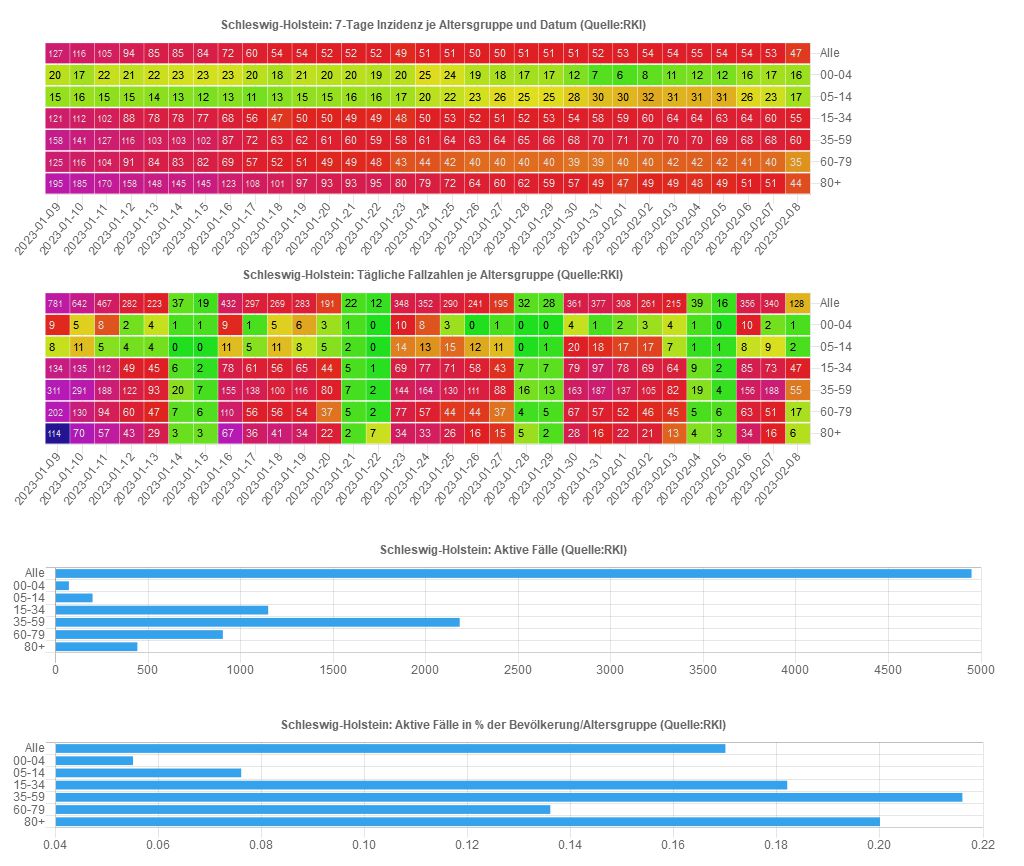 Schleswig-Holstein: 7-Tage Inzidenz je Altersgruppe und Datum (Quelle:RKI)
127 116 105 94 85 85 84 72 60 54 54 52 52 52 49 51 51 50 50 51 51 51 52 53 54 54 55 54 54 53 47 Alle
20 17 22 21 22 23 23 23 20 18 21 20 20 19 20 25 24 19 18 17 17 12 7 6 8 11 12 12 16 17 16 00-04
15 16 15 15 14 13 12 13 11 13 15 15 16 16 17 20 22 23 26 25 25 28 30 30 32 31 31 31 26 23 17 05-14
121 112 102 88 78 78 77 68 56 47 50 50 49 49 48 50 53 52 51 53 52 54 58 59 60 64 64 63 64 60 55 15-34
158 141 127 116 103 103 102 87 72 63 62 61 60 59 58 61 64 63 64 65 66 68 70 71 70 70 70 69 68 68 60 35-59
125 116 104 91 84 83 82 69 57 52 51 49 49 48 43 44 42 40 40 40 40 39 39 40 40 42 42 42 41 40 35 60-79
195 185 170 158 148 145 145 123 108 101 97 93 93 95 80 79 72 64 60 62 59 57 49 47 49 49 48 49 51 51 44 80+
2023-01-09 2023-01-10 2023-01-11 2023-01-12 2023-01-13 2023-01-14 2023-01-15 2023-01-16 2023-01-17 2023-01-18 2023-01-19 2023-01-20 2023-01-21 2023-01-22 2023-01-23 2023-01-24 2023-01-25 2023-01-26 2023-01-27 2023-01-28 2023-01-29 2023-01-30 2023-01-31 2023-02-01 2023-02-02 2023-02-03 2023-02-04 2023-02-05 2023-02-06 2023-02-07 2023-02-08
Schleswig-Holstein: Tägliche Fallzahlen je Altersgruppe (Quelle:RKI)
781 642 467 282 223 37 19 432 297 269 283 191 22 12 348 352 290 241 195 32 28 361 377 308 261 215 39 16 356 340 128 Alle
9 5 8 2 4 1 1 9 1 5 6 3 1 0 10 8 3 0 1 0 0 4 1 2 3 4 1 0 10 2 1 00-04
8 11 5 4 4 0 0 11 5 11 8 5 2 0 14 13 15 12 11 0 1 20 18 17 17 7 1 1 8 9 2 05-14
134 135 112 49 45 6 2 78 61 56 65 44 5 1 69 77 71 58 43 7 7 79 97 78 69 64 9 2 85 73 47 15-34
311 291 188 122 93 20 7 155 138 100 116 80 7 2 144 164 130 111 88 16 13 163 187 137 105 82 19 4 156 188 55 35-59
202 130 94 60 47 7 6 110 56 56 54 37 5 2 77 57 44 44 37 4 5 67 57 52 46 45 5 6 63 51 17 60-79
114 70 57 43 29 3 3 67 36 41 34 22 2 7 34 33 26 16 15 5 2 28 16 22 21 13 4 3 34 16 6 80+
2023-01-09 2023-01-10 2023-01-11 2023-01-12 2023-01-13 2023-01-14 2023-01-15 2023-01-16 2023-01-17 2023-01-18 2023-01-19 2023-01-20 2023-01-21 2023-01-22 2023-01-23 2023-01-24 2023-01-25 2023-01-26 2023-01-27 2023-01-28 2023-01-29 2023-01-30 2023-01-31 2023-02-01 2023-02-02 2023-02-03 2023-02-04 2023-02-05 2023-02-06 2023-02-07 2023-02-08
Schleswig-Holstein: Aktive Fälle (Quelle:RKI)
Alle
00-04
05-14
15-34
35-59
60-79
80+
0 500 1000 1500 2000 2500 3000 3500 4000 4500 5000
Schleswig-Holstein: Aktive Fälle in % der Bevölkerung/Altersgruppe (Quelle:RKI)
Alle
00-04
05-14
15-34
35-59
60-79
80+
0.04 0.06 0.08 0.10 0.12 0.14 0.16 0.18 0.20 0.22